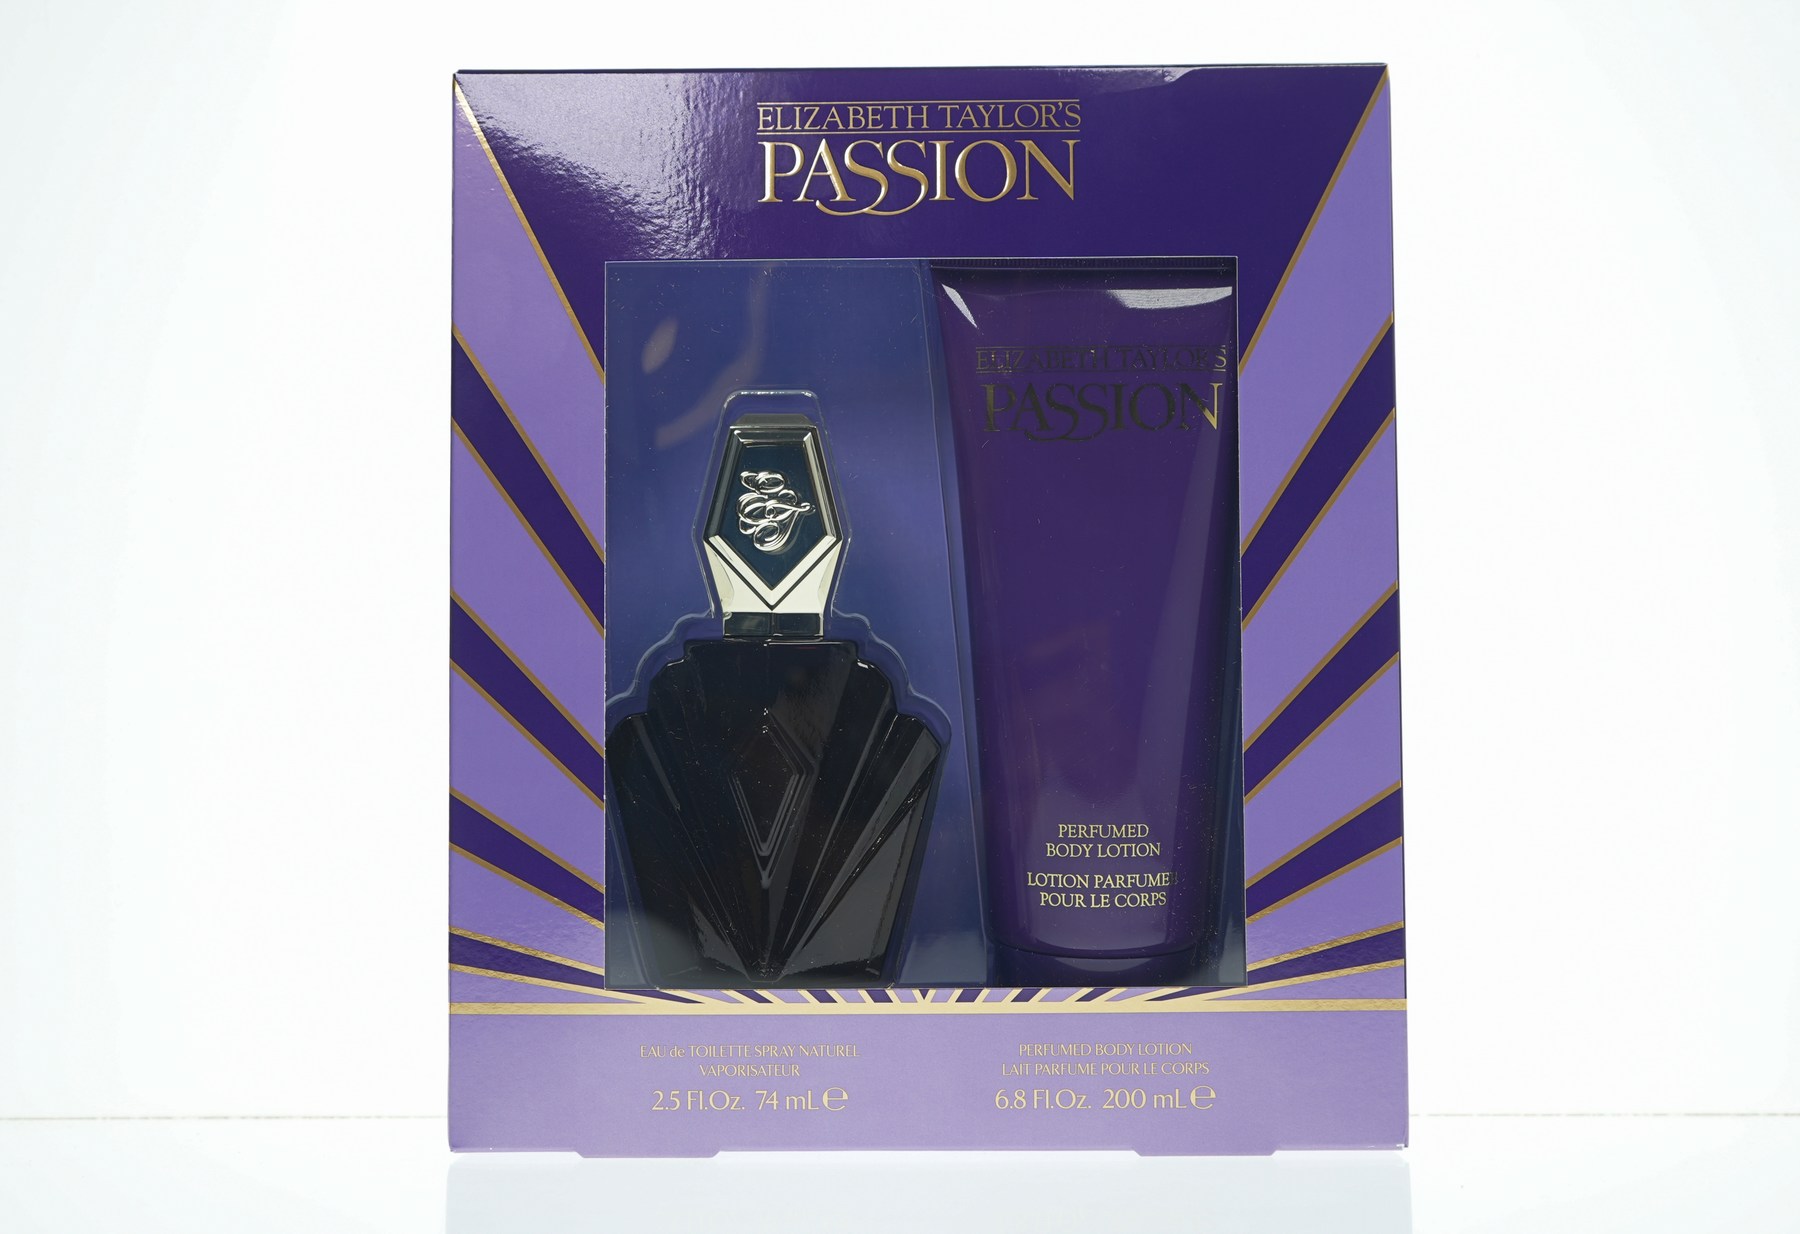 ELIZABETH TAYLOR'S
PASSION
ELIZABETH TAYLOR'S
PASSION
PERFUMED
BODY LOTION
LOTION PARFUMEE
POUR LE CORPS
EAU de TOILETTE SPRAY NATUREL
VAPORISATEUR
2.5 Fl.Oz. 74 mL℮
PERFUMED BODY LOTION
LAIT PARFUME POUR LE CORPS
6.8 Fl.Oz. 200 mL℮